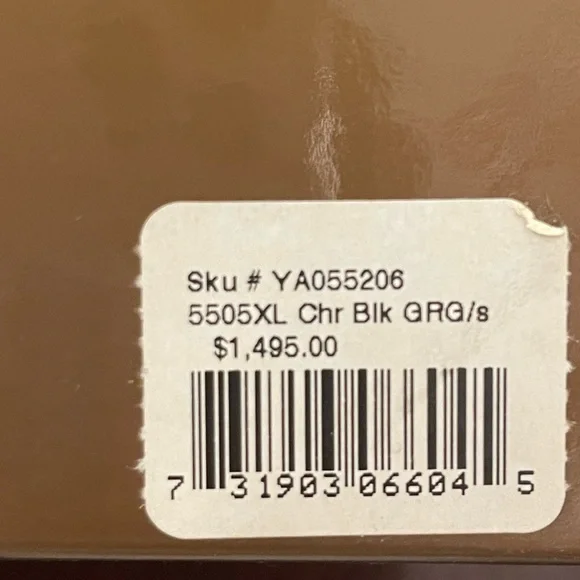 Sku # YA055206
5505XL Chr Blk GRG/s
$1,495.00
7 31903 06604 5